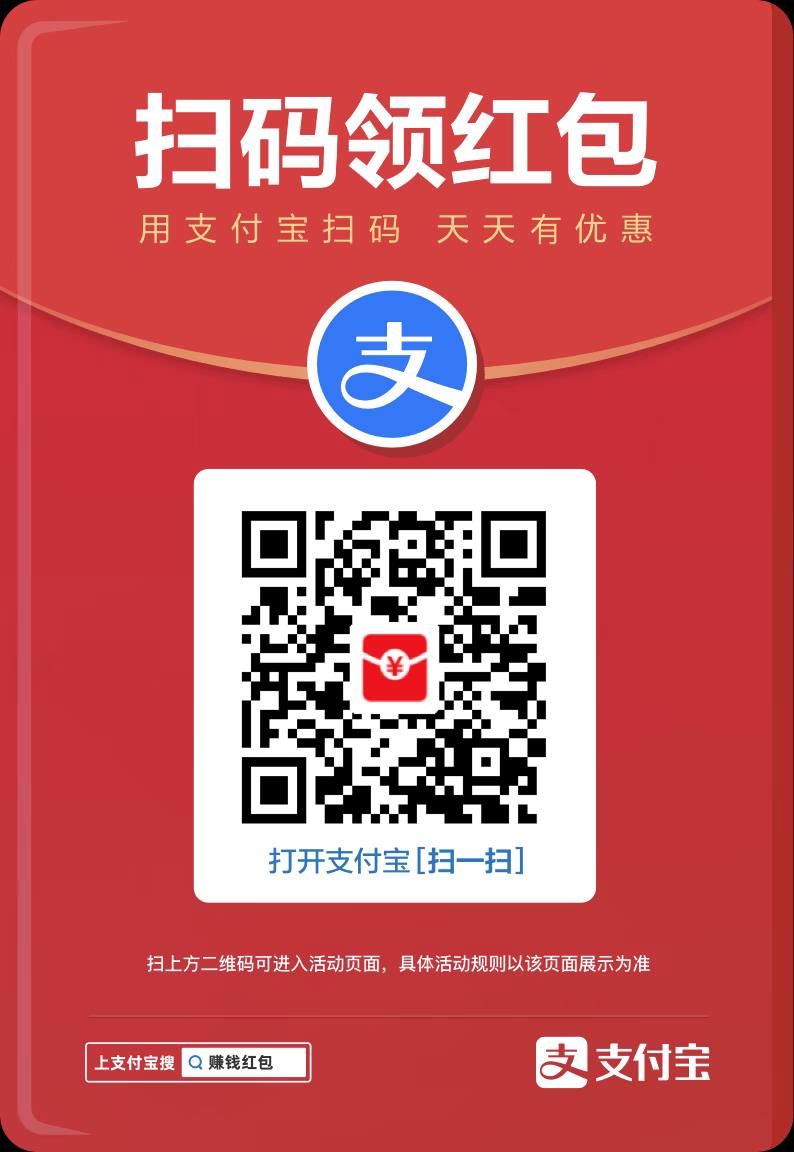 扫码领红包
用支付宝扫码 天天有优惠
支
¥
打开支付宝[扫一扫]
扫上方二维码可进入活动页面，具体活动规则以该页面展示为准
上支付宝搜 赚钱红包
支 支付宝